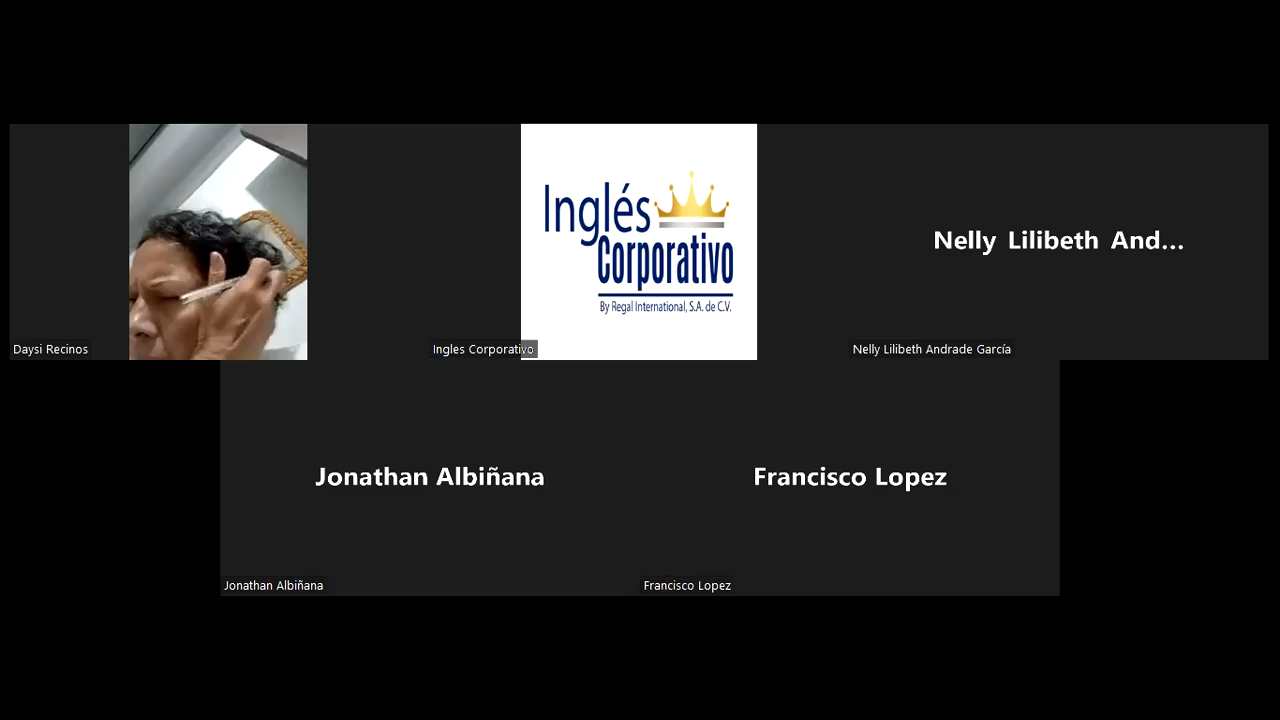 Inglés
Corporativo
By Regal International, S.A. de C.V.
Nelly Lilibeth And...
Daysi Recinos
Ingles Corporativo
Nelly Lilibeth Andrade García
Jonathan Albiñana
Francisco Lopez
Jonathan Albiñana
Francisco Lopez